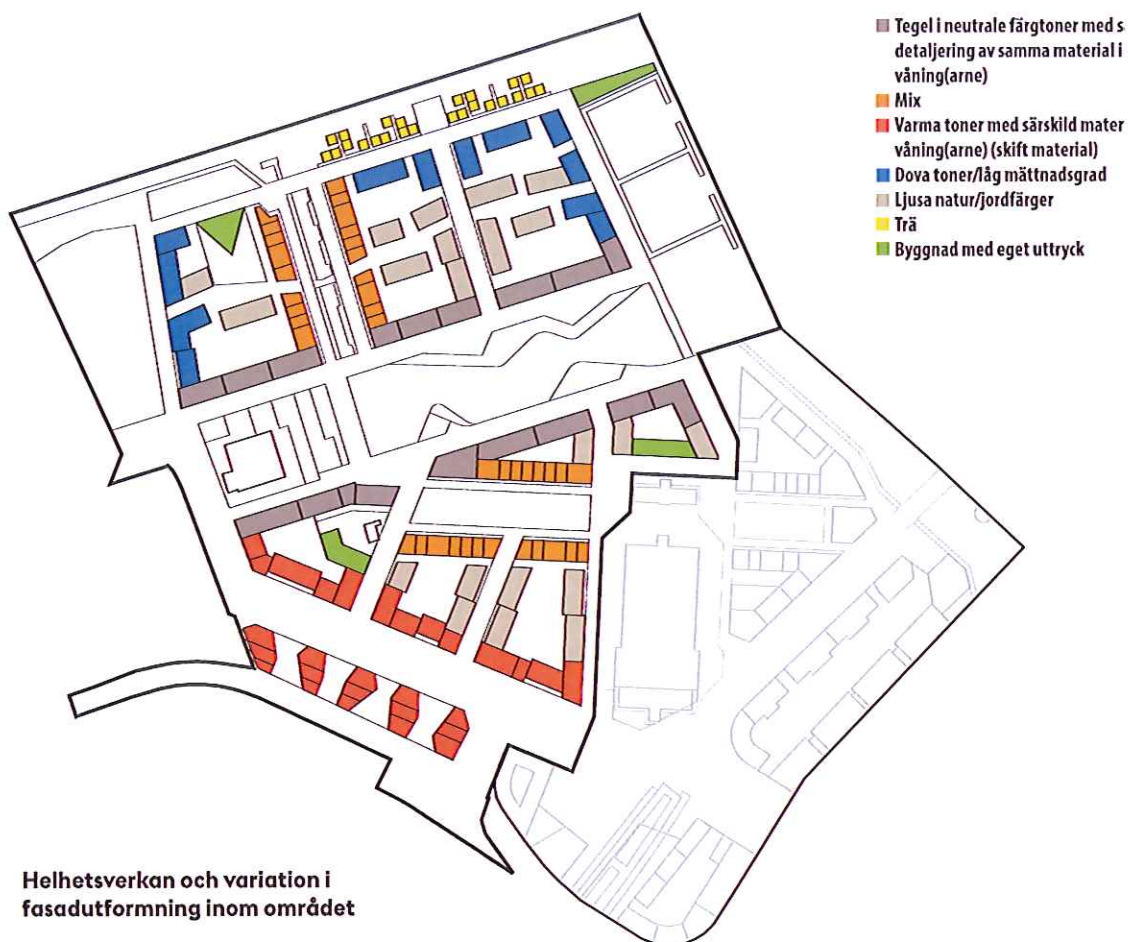 Tegel i neutrale färgtoner med s
detaljering av samma material i
våning(arne)
Mix
Varma toner med särskild mater
våning(arne) (skift material)
Dova toner/låg mättnadsgrad
Ljusa natur/jordfärger
Trä
Byggnad med eget uttryck
Helhetsverkan och variation i
fasadutformning inom området